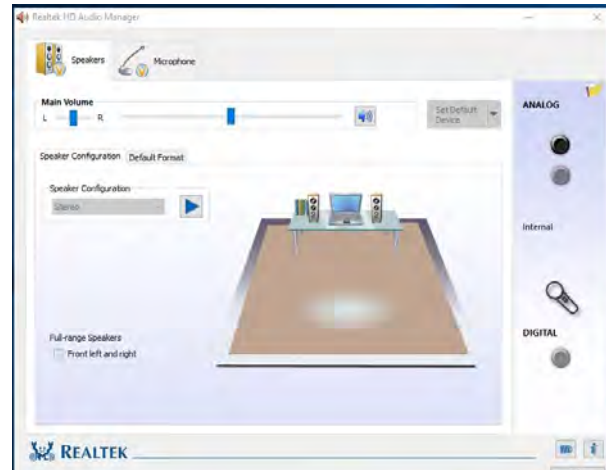 Realtek HD Audio Manager
Speakers
Microphone
Main Volume
L
R
Set Default
Device
ANALOG
Speaker Configuration
Default Format
Speaker Configuration
Stereo
Internal
Full-range Speakers
Front left and right
DIGITAL
REALTEK